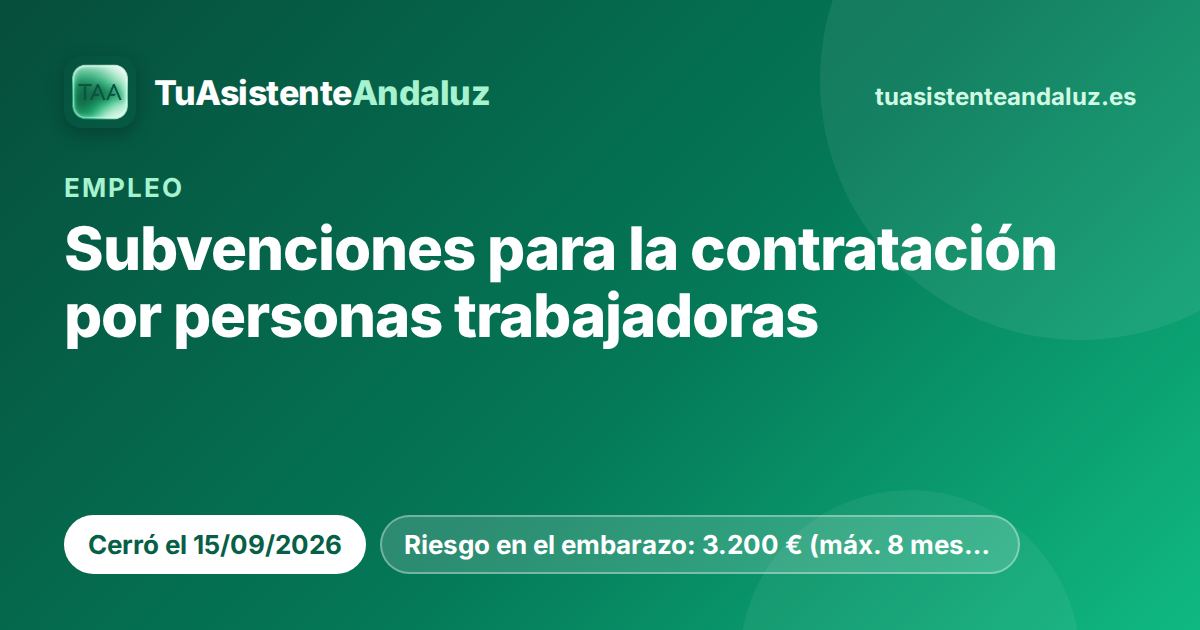 TAA
TuAsistenteAndaluz
tuasistenteandaluz.es
EMPLEO
Subvenciones para la contratación
por personas trabajadoras
Cerró el 15/09/2026
Riesgo en el embarazo: 3.200 € (máx. 8 mes...